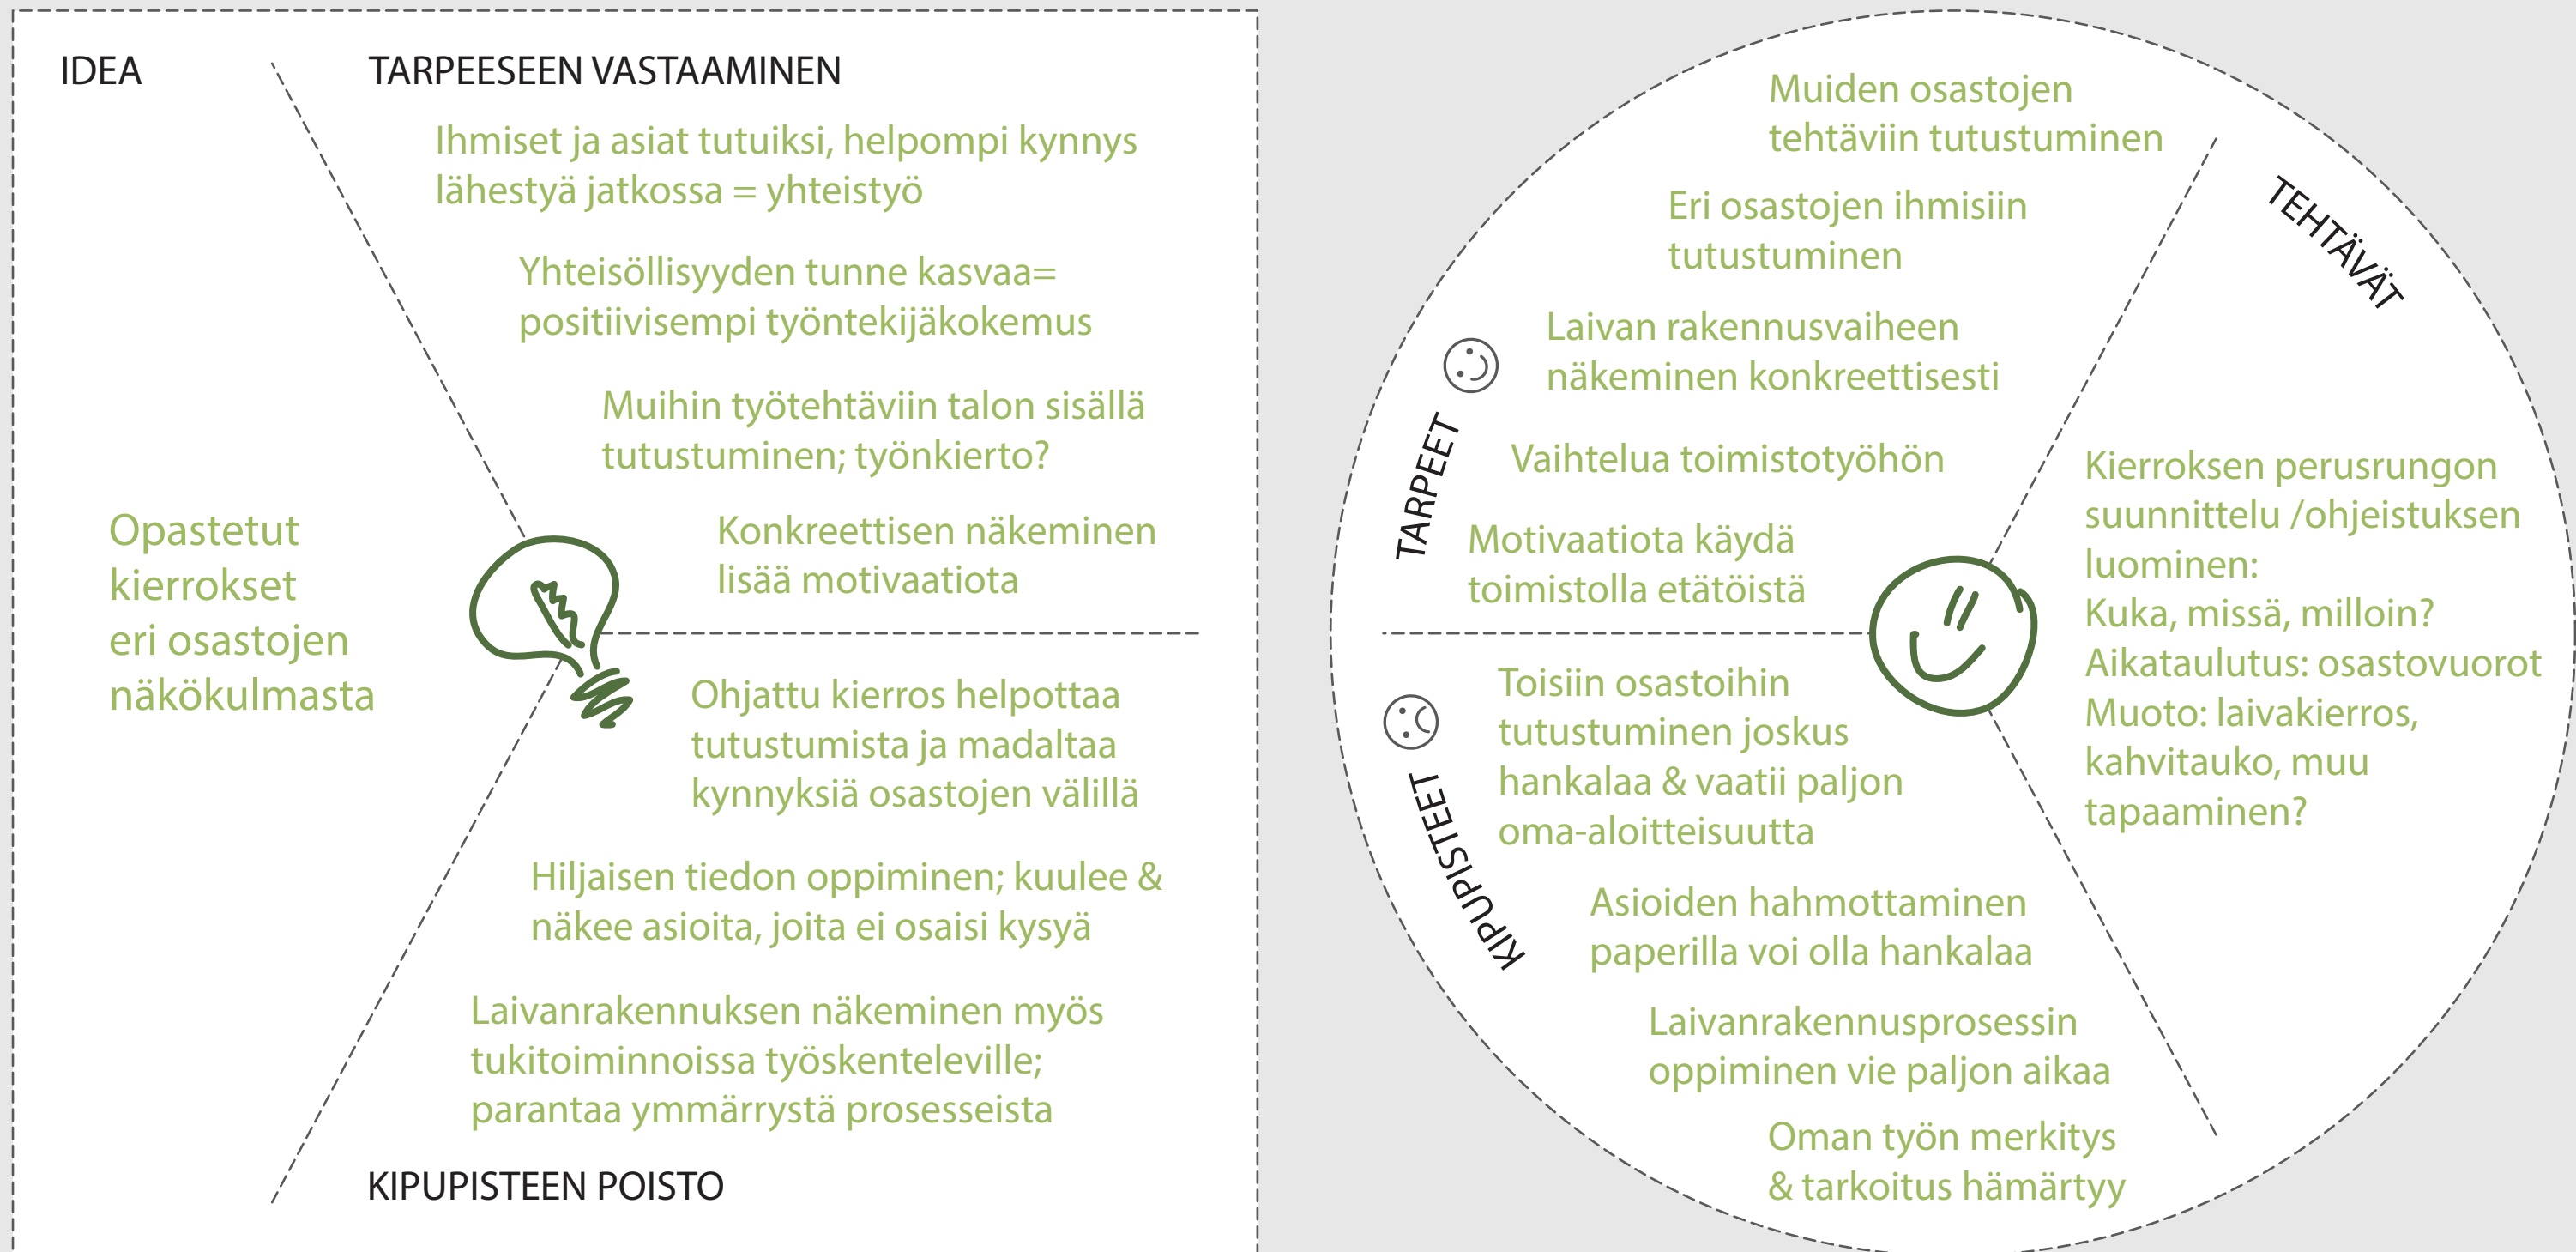 IDEA
TARPEESEEN VASTAAMINEN
Ihmiset ja asiat tutuiksi, helpompi kynnys
lähestyä jatkossa = yhteistyö
Yhteisöllisyyden tunne kasvaa=
positiivisempi työntekijäkokemus
Muihin työtehtäviin talon sisällä
tutustuminen; työnkierto?
Konkreettisen näkeminen
lisää motivaatiota
Opastetut
kierrokset
eri osastojen
näkökulmasta
Ohjattu kierros helpottaa
tutustumista ja madaltaa
kynnyksiä osastojen välillä
Hiljaisen tiedon oppiminen; kuulee &
näkee asioita, joita ei osaisi kysyä
Laivanrakennuksen näkeminen myös
tukitoiminnoissa työskenteleville;
parantaa ymmärrystä prosesseista
KIPUPISTEEN POISTO
TARPEET
Muiden osastojen
tehtäviin tutustuminen
Eri osastojen ihmisiin
tutustuminen
Laivan rakennusvaiheen
näkeminen konkreettisesti
Vaihtelua toimistotyöhön
Motivaatiota käydä
toimistolla etätöistä
KIPUPISTEET
Toisiin osastoihin
tutustuminen joskus
hankalaa & vaatii paljon
oma-aloitteisuutta
Asioiden hahmottaminen
paperilla voi olla hankalaa
Laivanrakennusprosessin
oppiminen vie paljon aikaa
Oman työn merkitys
& tarkoitus hämärtyy
TEHTÄVÄT
Kierroksen perusrungon
suunnittelu /ohjeistuksen
luominen:
Kuka, missä, milloin?
Aikataulutus: osastovuorot
Muoto: laivakierros,
kahvitauko, muu
tapaaminen?